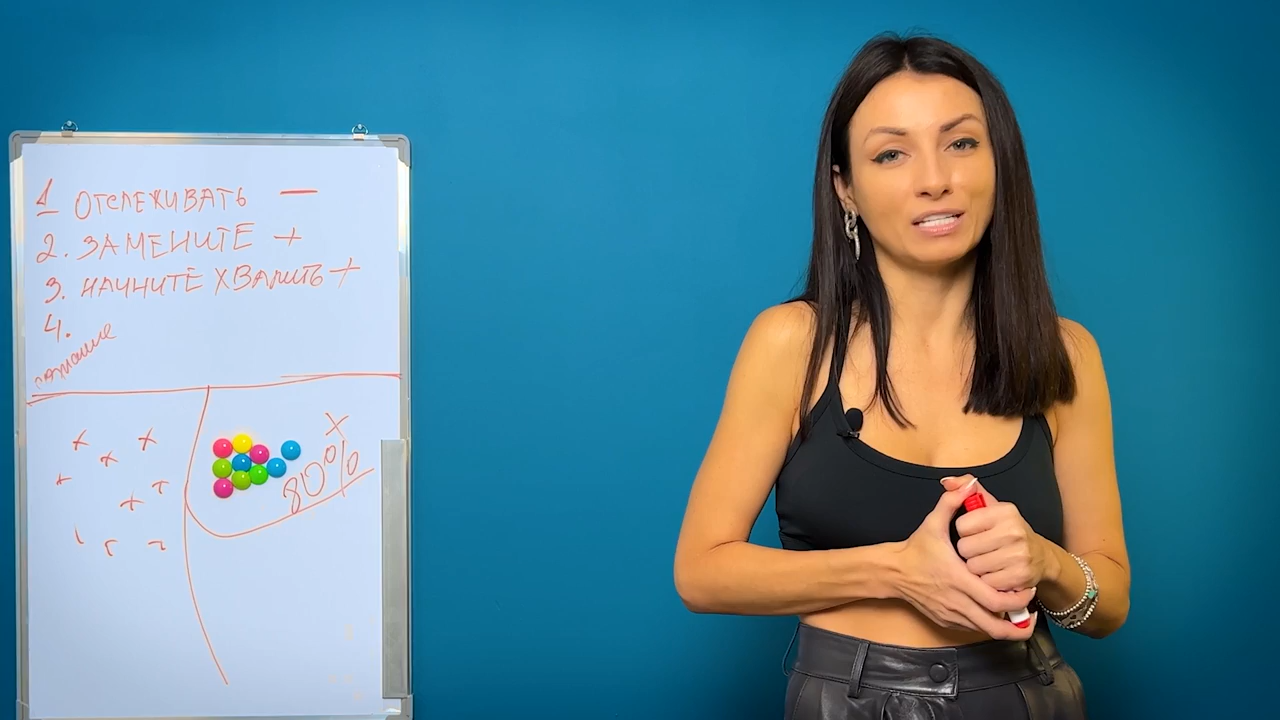 1 ОТСЛЕЖИВАТЬ —
2. ЗАМЕНИТЕ +
3. НАЧНИТЕ ХВАЛИТЬ +
4.
80%